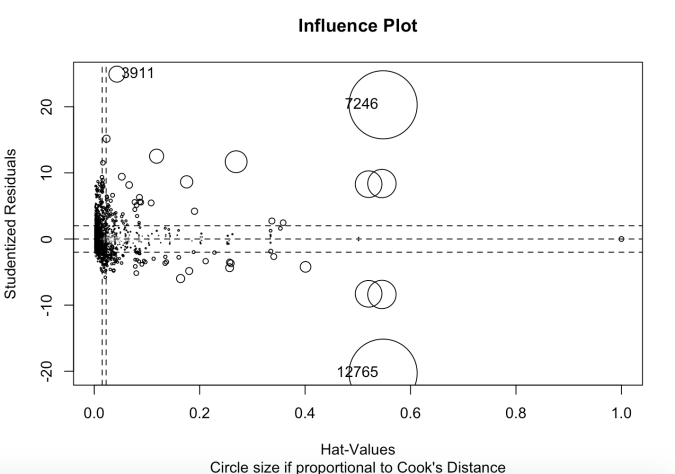 Influence Plot
3911
7246
12765
Studentized Residuals
20
10
0
-10
-20
0.0 0.2 0.4 0.6 0.8 1.0
Hat-Values
Circle size if proportional to Cook's Distance